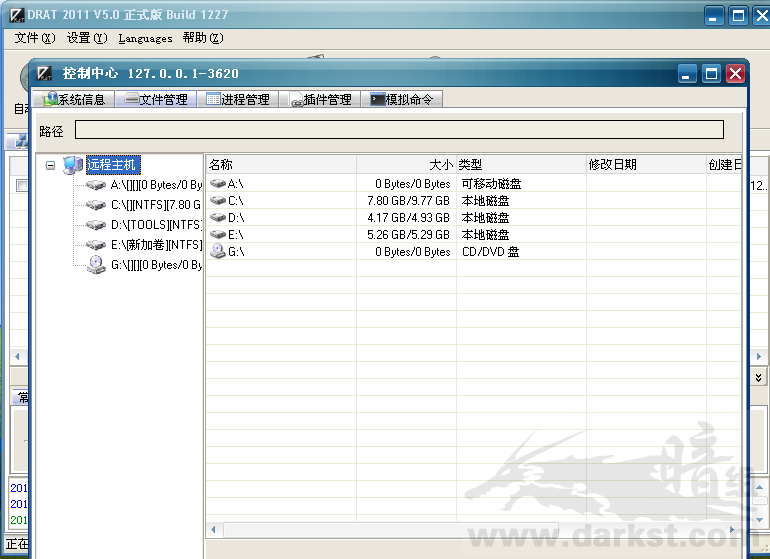 DRAT 2011 V5.0 正式版 Build 1227
文件(X) 设置(Y) Languages 帮助(Z)
控制中心 127.0.0.1-3620
系统信息 文件管理 进程管理 插件管理 模拟命令
路径
远程主机
A:\[][][0 Bytes/0 By
C:\[][NTFS][7.80 G
D:\[TOOLS][NTFS]
E:\[新加卷][NTFS]
G:\[][][0 Bytes/0 By
名称 大小 类型 修改日期 创建日
A:\ 0 Bytes/0 Bytes 可移动磁盘
C:\ 7.80 GB/9.77 GB 本地磁盘
D:\ 4.17 GB/4.93 GB 本地磁盘
E:\ 5.26 GB/5.29 GB 本地磁盘
G:\ 0 Bytes/0 Bytes CD/DVD 盘
12..
常
201
201
201
正在
暗组
www.darkst.com